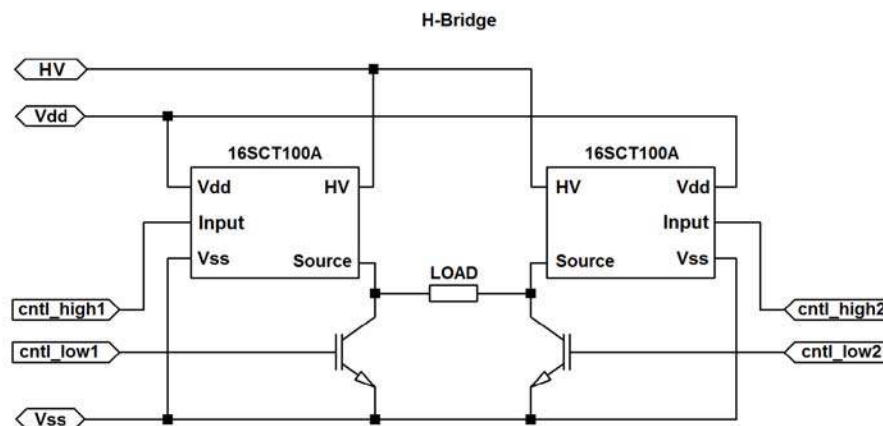 H-Bridge
HV
Vdd
16SCT100A
16SCT100A
Vdd
HV
HV
Vdd
Input
Input
Vss
Source
LOAD
Source
Vss
cntl_high1
cntl_high2
cntl_low1
cntl_low2
Vss